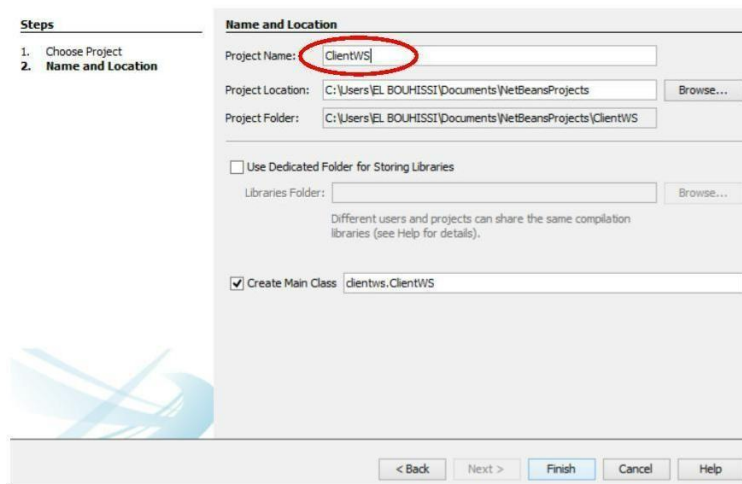 Steps
1. Choose Project
2. Name and Location
Name and Location
Project Name: ClientWS
Project Location: C:\Users\EL BOUHISSI\Documents\NetBeansProjects Browse...
Project Folder: C:\Users\EL BOUHISSI\Documents\NetBeansProjects\ClientWS
Use Dedicated Folder for Storing Libraries
Libraries Folder: Browse...
Different users and projects can share the same compilation
libraries (see Help for details).
Create Main Class clientws.ClientWS
< Back Next > Finish Cancel Help